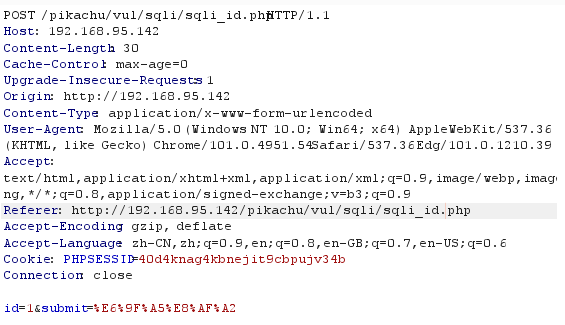 POST /pikachu/vul/sqli/sqli_id.php HTTP/1.1
Host: 192.168.95.142
Content-Length: 30
Cache-Control: max-age=0
Upgrade-Insecure-Requests: 1
Origin: http://192.168.95.142
Content-Type: application/x-www-form-urlencoded
User-Agent: Mozilla/5.0 (Windows NT 10.0; Win64; x64) AppleWebKit/537.36
(KHTML, like Gecko) Chrome/101.0.4951.54 Safari/537.36 Edg/101.0.1210.39
Accept:
text/html,application/xhtml+xml,application/xml;q=0.9,image/webp,image
ng,*/*;q=0.8,application/signed-exchange;v=b3;q=0.9
Referer: http://192.168.95.142/pikachu/vul/sqli/sqli_id.php
Accept-Encoding: gzip, deflate
Accept-Language: zh-CN,zh;q=0.9,en;q=0.8,en-GB;q=0.7,en-US;q=0.6
Cookie: PHPSESSID=40d4knag4kbnejit9cbpujv34b
Connection: close
id=1&submit=%E6%9F%A5%E8%AF%A2